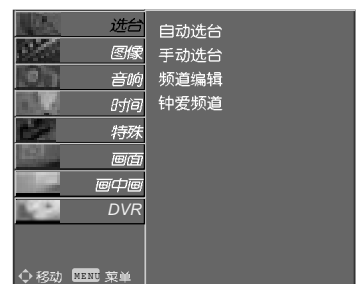 选台
图像
音响
时间
特殊
画面
画中画
DVR
自动选台
手动选台
频道编辑
钟爱频道
移动 MENU 菜单